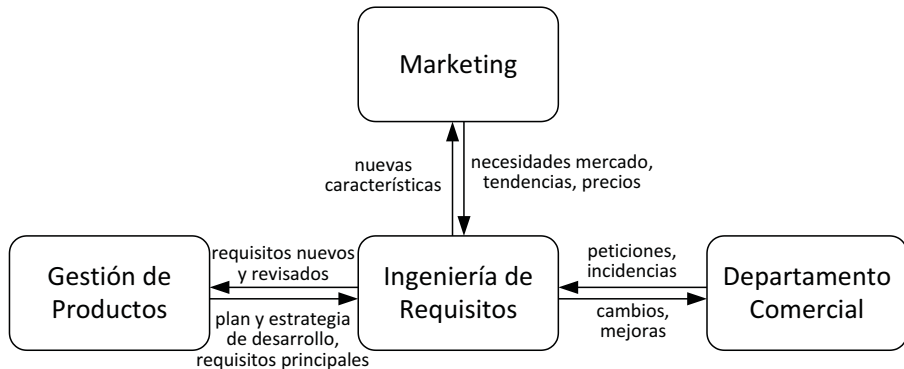 Marketing
nuevas
características
necesidades mercado,
tendencias, precios
Gestión de
Productos
requisitos nuevos
y revisados
plan y estrategia
de desarrollo,
requisitos principales
Ingeniería de
Requisitos
peticiones,
incidencias
cambios,
mejoras
Departamento
Comercial